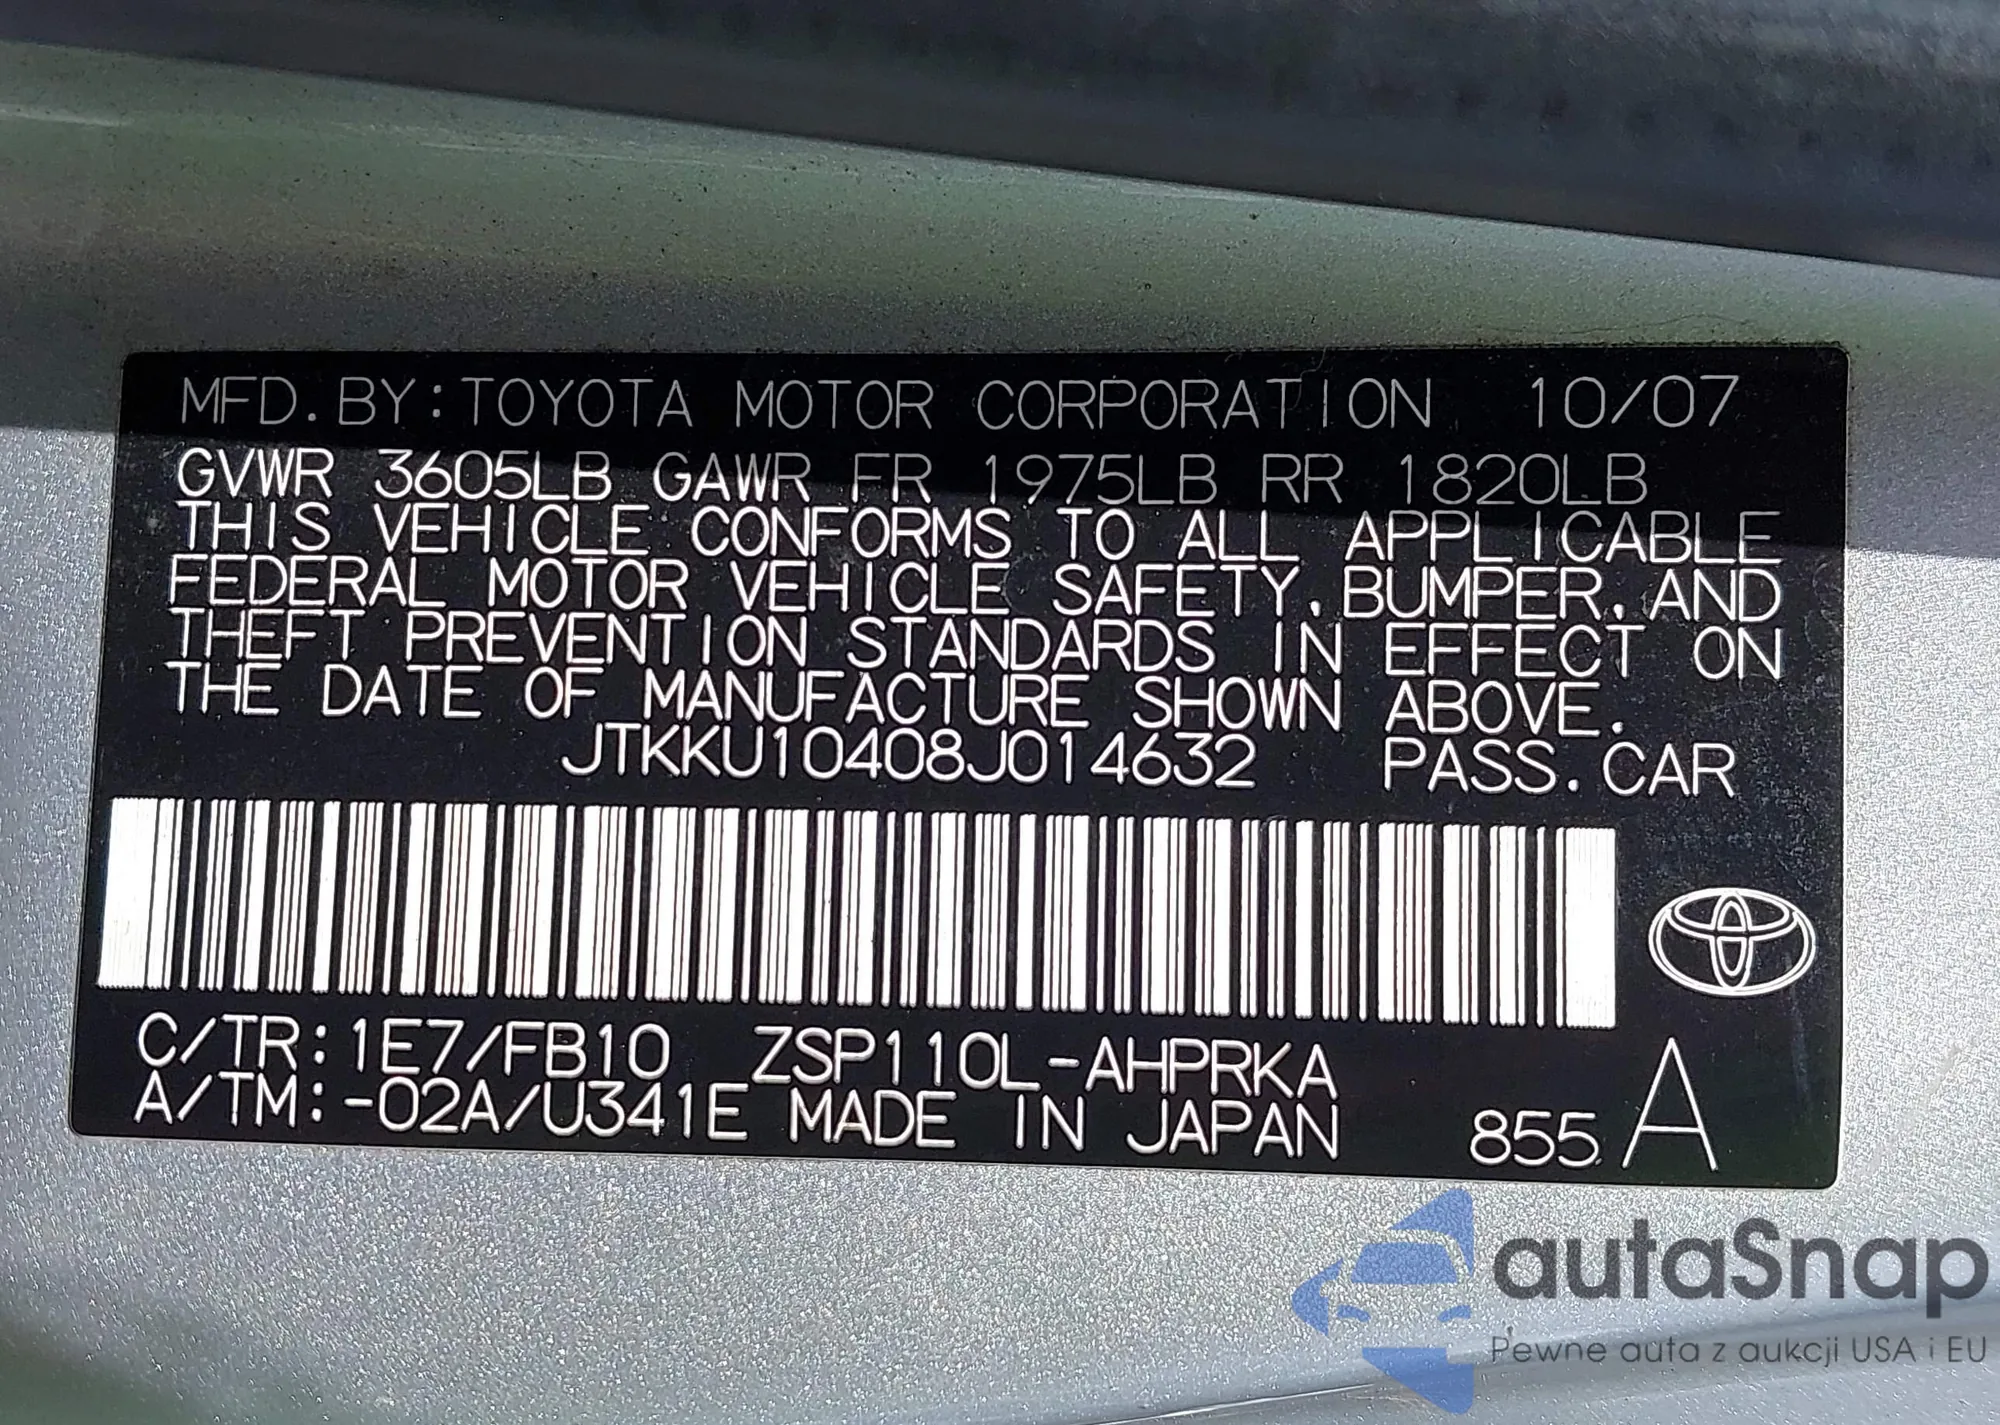 MFD. BY:TOYOTA MOTOR CORPORATION 10/07
GVWR 3605LB GAWR FR 1975LB RR 1820LB
THIS VEHICLE CONFORMS TO ALL APPLICABLE
FEDERAL MOTOR VEHICLE SAFETY, BUMPER, AND
THEFT PREVENTION STANDARDS IN EFFECT ON
THE DATE OF MANUFACTURE SHOWN ABOVE.
JTKKU10408J014632 PASS. CAR
C/TR:1E7/FB10 ZSP110L-AHPRKA
A/TM:-02A/U341E MADE IN JAPAN 855 A
autaSnap
Pewne auta z aukcji USA i EU